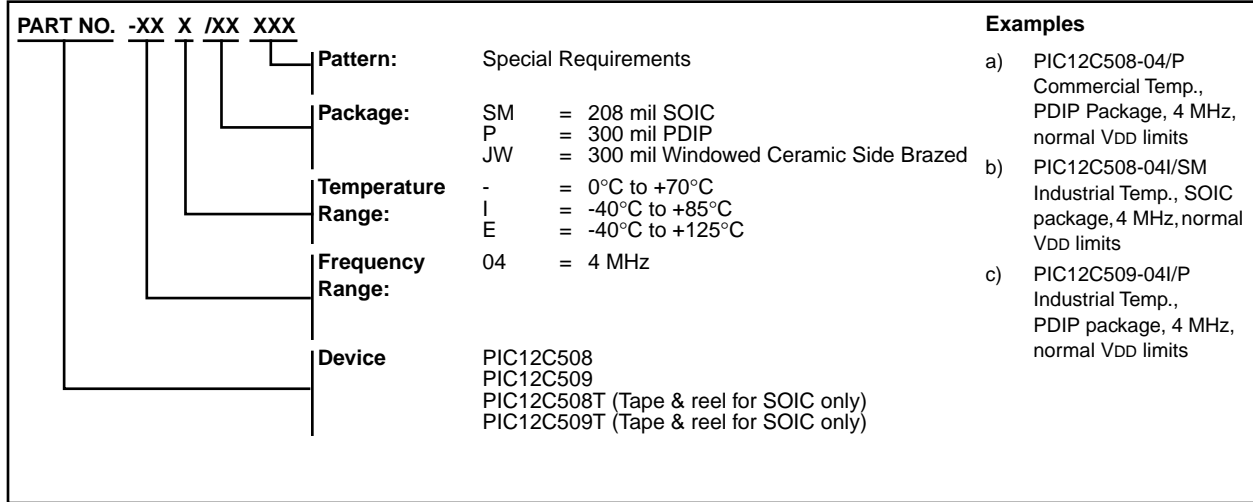 PART NO. -XX X /XX XXX
Pattern: Special Requirements
Package: SM = 208 mil SOIC
P = 300 mil PDIP
JW = 300 mil Windowed Ceramic Side Brazed
Temperature Range: - = 0°C to +70°C
I = -40°C to +85°C
E = -40°C to +125°C
Frequency Range: 04 = 4 MHz
Device PIC12C508
PIC12C509
PIC12C508T (Tape & reel for SOIC only)
PIC12C509T (Tape & reel for SOIC only)
Examples
a) PIC12C508-04/P
Commercial Temp.,
PDIP Package, 4 MHz,
normal VDD limits
b) PIC12C508-04I/SM
Industrial Temp., SOIC
package, 4 MHz, normal
VDD limits
c) PIC12C509-04I/P
Industrial Temp.,
PDIP package, 4 MHz,
normal VDD limits